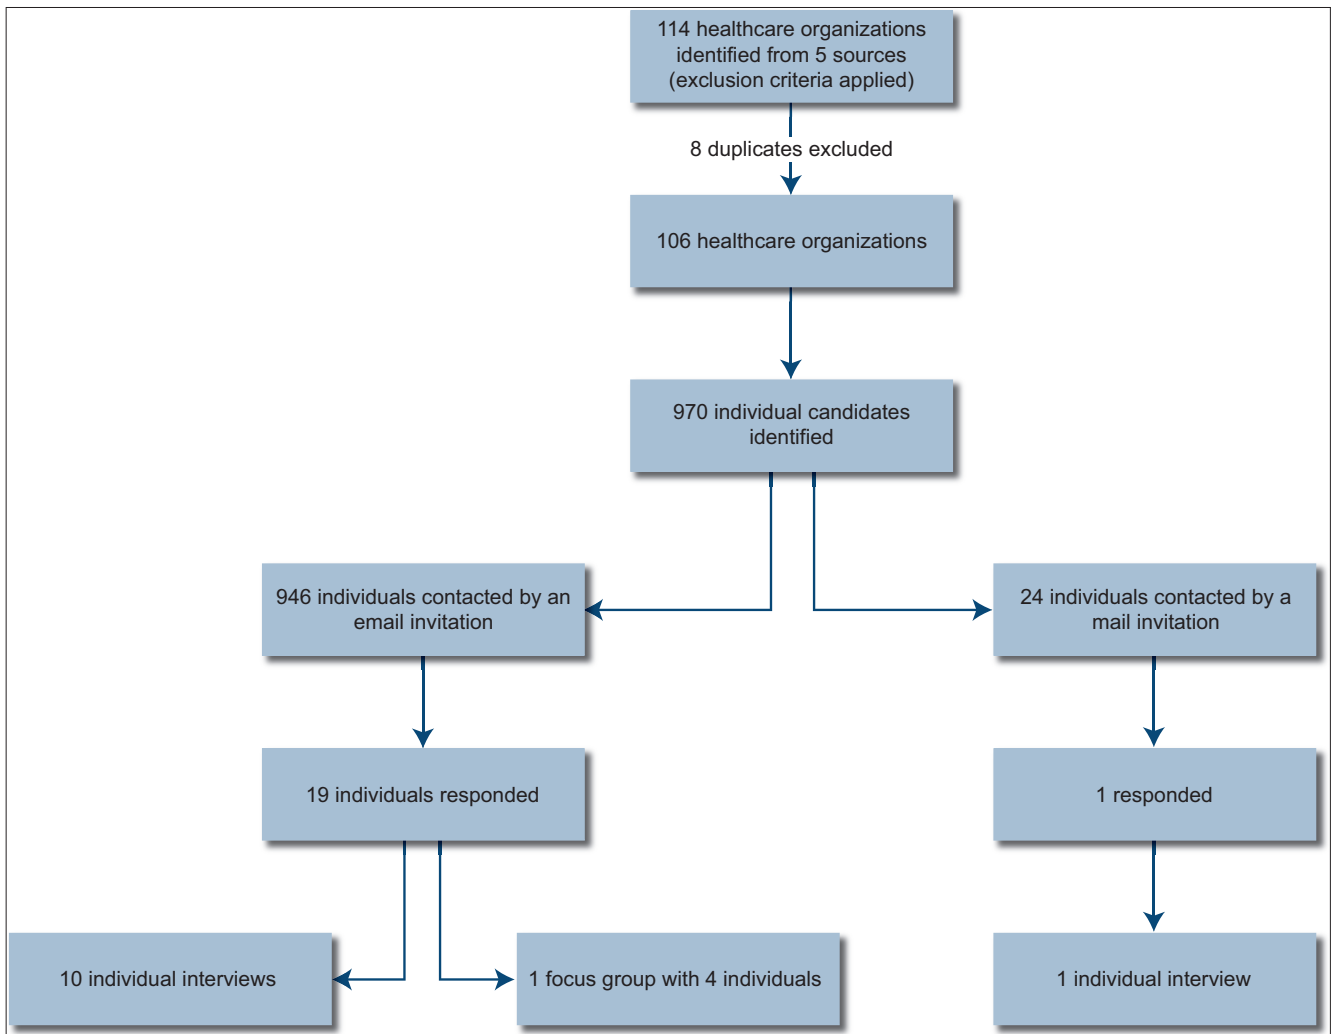 114 healthcare organizations
identified from 5 sources
(exclusion criteria applied)
8 duplicates excluded
106 healthcare organizations
970 individual candidates
identified
946 individuals contacted by an
email invitation
24 individuals contacted by a
mail invitation
19 individuals responded
1 responded
10 individual interviews
1 focus group with 4 individuals
1 individual interview